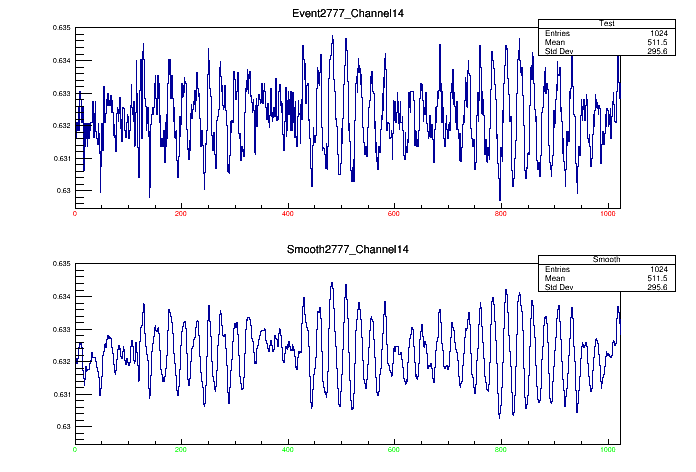 Event2777_Channel14
Test
Entries 1024
Mean 511.5
Std Dev 295.6
0.635
0.634
0.633
0.632
0.631
0.63
0 200 400 600 800 1000
Smooth2777_Channel14
Smooth
Entries 1024
Mean 511.5
Std Dev 295.6
0.635
0.634
0.633
0.632
0.631
0.63
0 200 400 600 800 1000